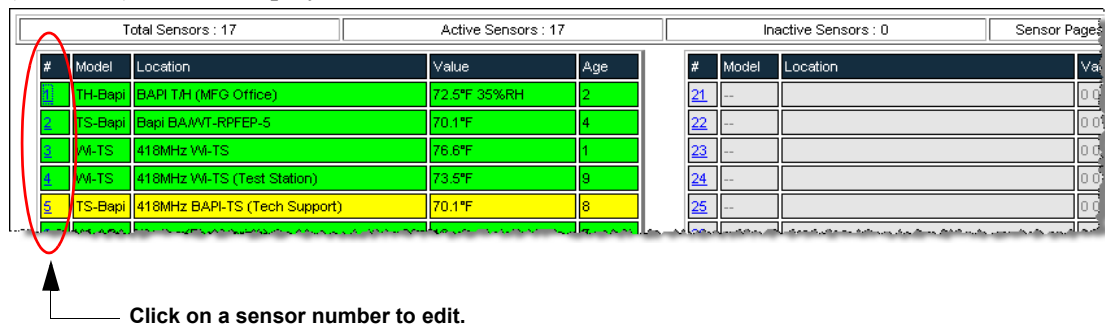 Total Sensors : 17 Active Sensors : 17 Inactive Sensors : 0 Sensor Pages
# Model Location Value Age # Model Location
1 TH-Bapi BAPI T/H (MFG Office) 72.5°F 35%RH 2 21 --
2 TS-Bapi Bapi BA/WT-RPFEP-5 70.1°F 4 22 --
3 Wi-TS 418MHz Wi-TS 76.6°F 1 23 --
4 Wi-TS 418MHz Wi-TS (Test Station) 73.5°F 9 24 --
5 TS-Bapi 418MHz BAPI-TS (Tech Support) 70.1°F 8 25 --
Click on a sensor number to edit.